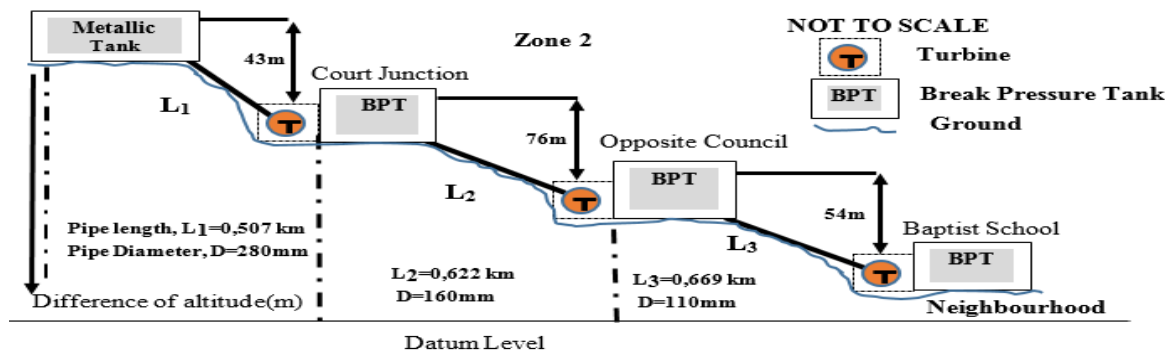 Metallic
Tank
43m
Zone 2
NOT TO SCALE
T
Turbine
BPT
Break Pressure Tank
Ground
Court Junction
BPT
L1
T
76m
Opposite Council
BPT
L2
T
54m
Baptist School
BPT
L3
T
Pipe length, L1=0,507 km
Pipe Diameter, D=280mm
L2=0,622 km
D=160mm
L3=0,669 km
D=110mm
Difference of altitude(m)
Neighbourhood
Datum Level